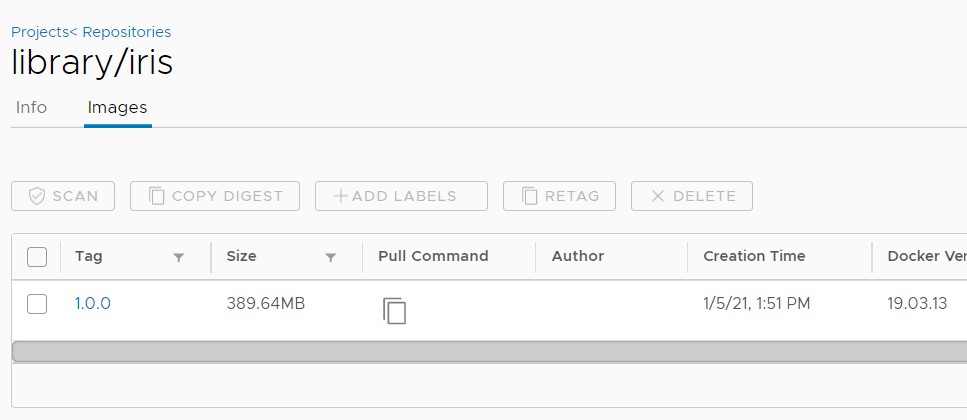 Projects< Repositories
library/iris
Info Images
SCAN COPY DIGEST +ADD LABELS RETAG DELETE
Tag Size Pull Command Author Creation Time Docker Ver
1.0.0 389.64MB 1/5/21, 1:51 PM 19.03.13